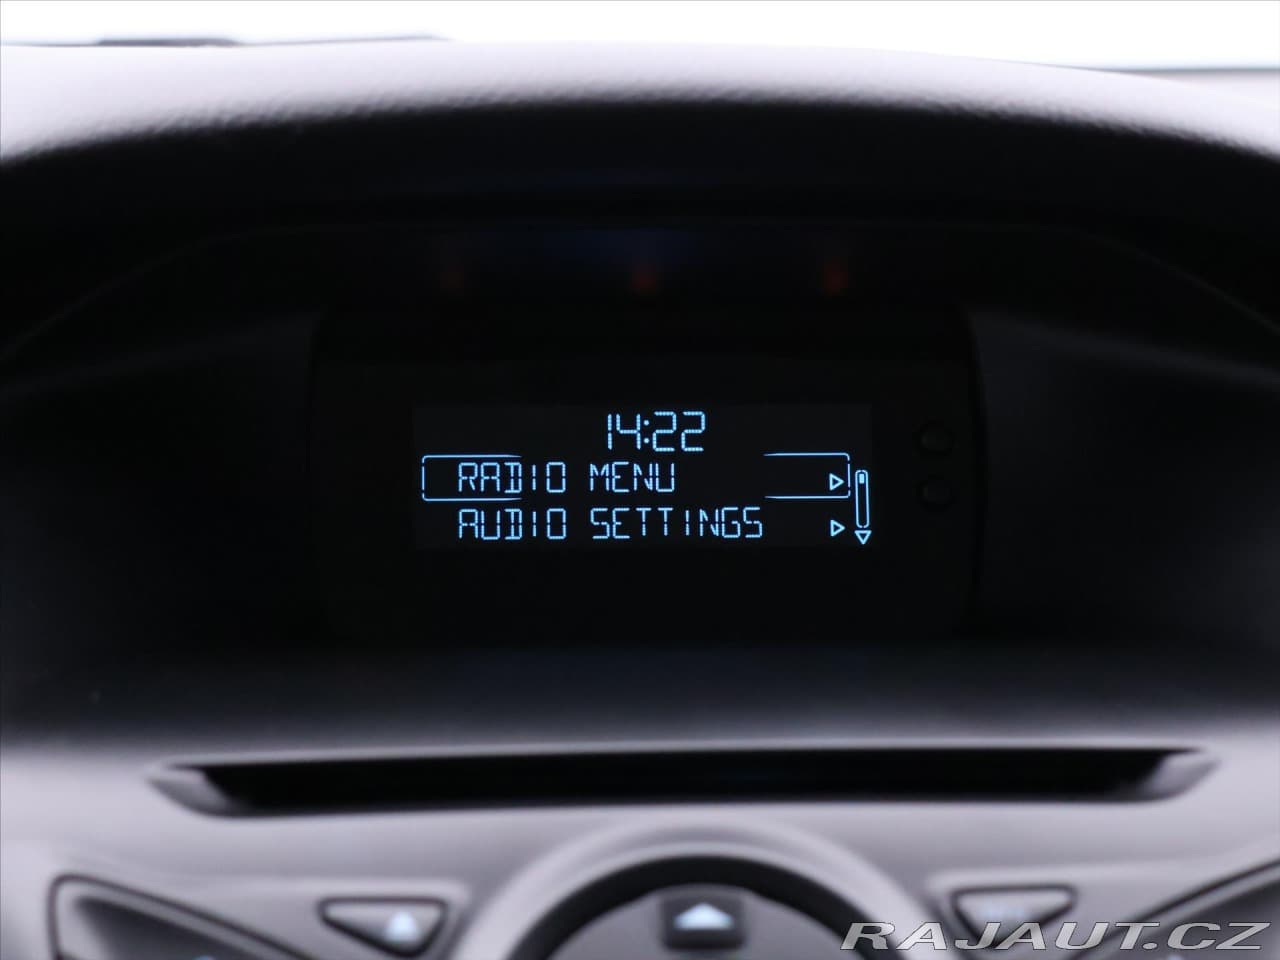 14:22
RADIO MENU
AUDIO SETTINGS
RAJAUT.CZ